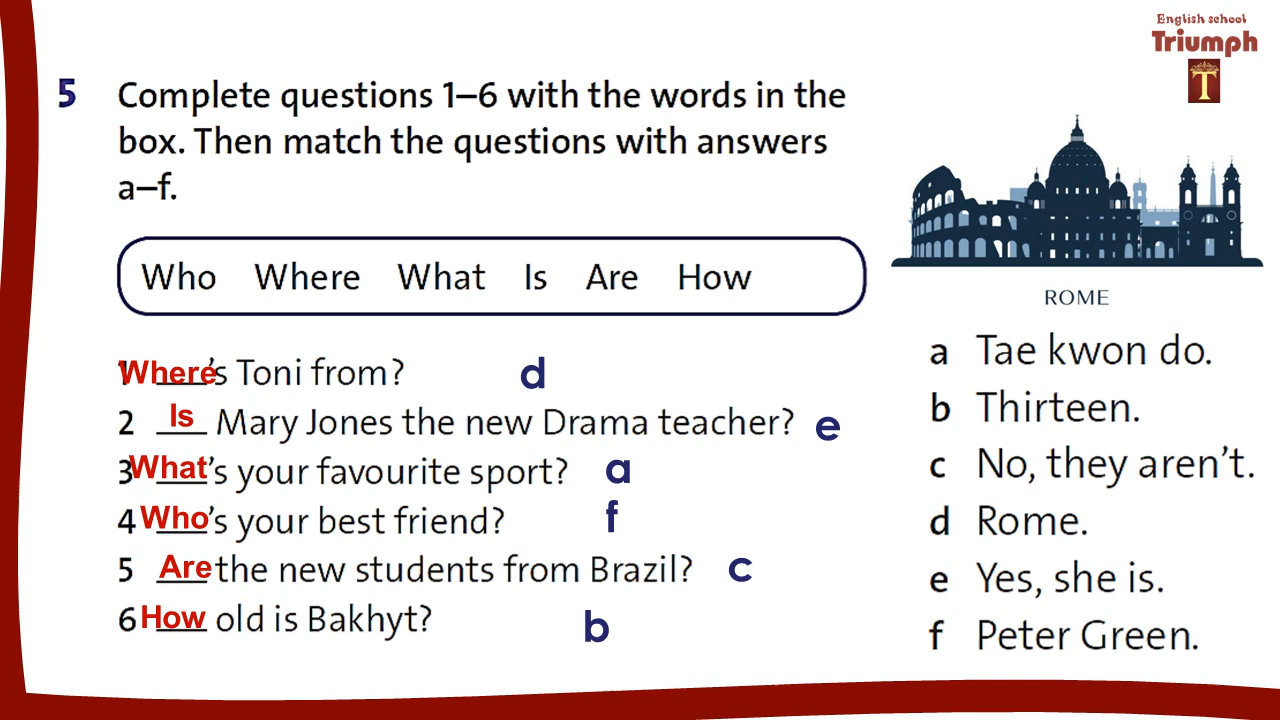 English school
Triumph
T
5 Complete questions 1–6 with the words in the
box. Then match the questions with answers
a–f.
Who Where What Is Are How
ROME
1 Where's Toni from? d
2 Is Mary Jones the new Drama teacher? e
3 What's your favourite sport? a
4 Who's your best friend? f
5 Are the new students from Brazil? c
6 How old is Bakhyt? b
a Tae kwon do.
b Thirteen.
c No, they aren't.
d Rome.
e Yes, she is.
f Peter Green.